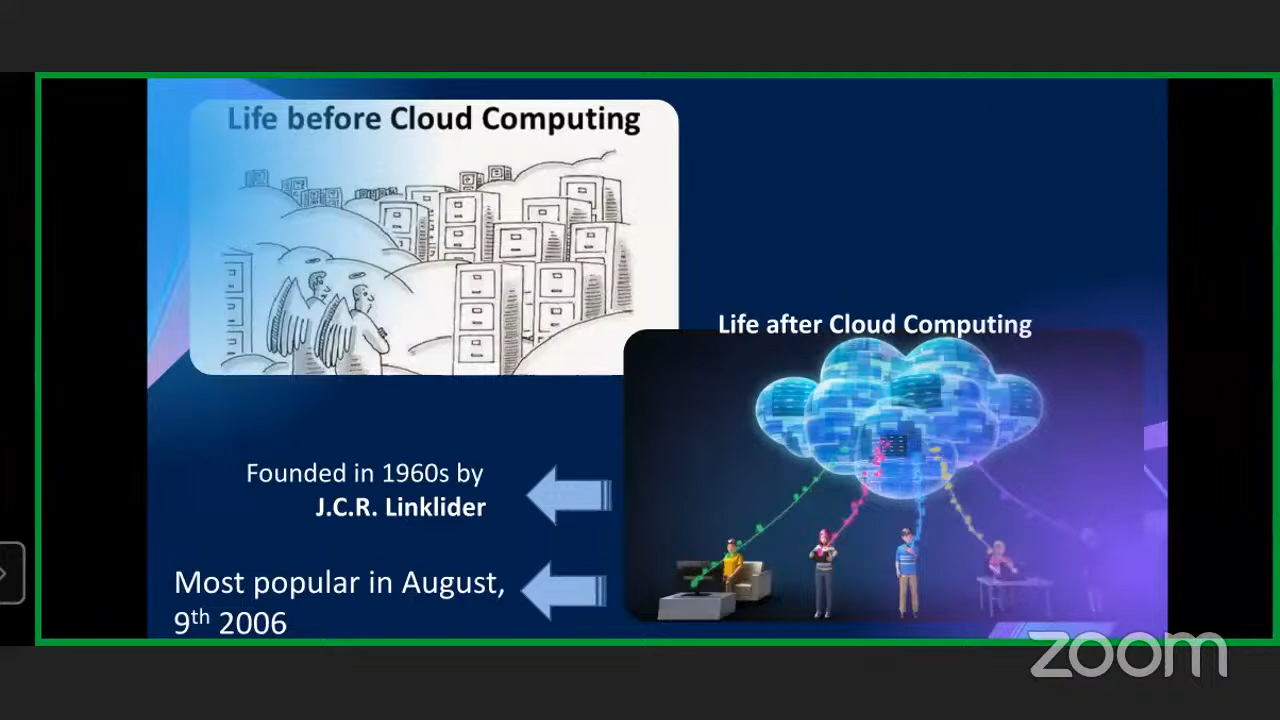 Life before Cloud Computing
Life after Cloud Computing
Founded in 1960s by
J.C.R. Linklider
Most popular in August,
9th 2006
zoom